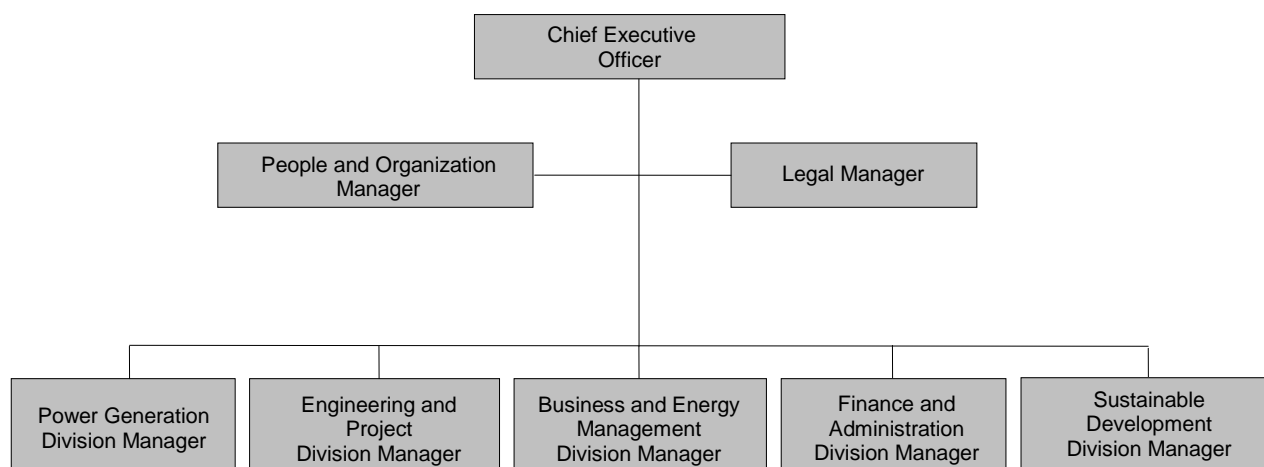 Chief Executive
Officer
People and Organization
Manager
Legal Manager
Power Generation
Division Manager
Engineering and
Project
Division Manager
Business and Energy
Management
Division Manager
Finance and
Administration
Division Manager
Sustainable
Development
Division Manager